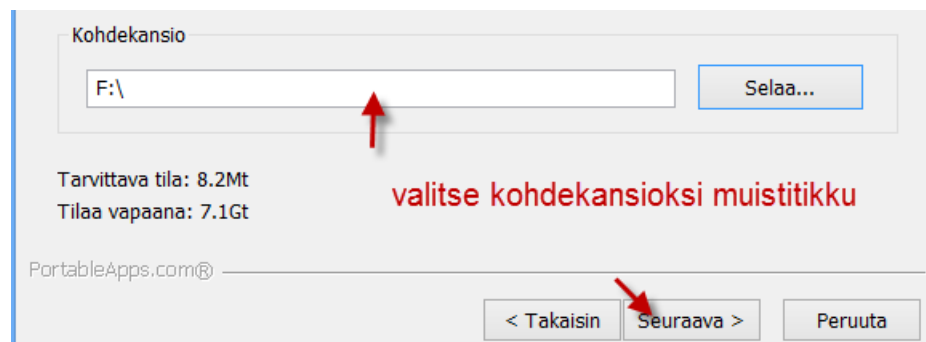 Kohdekansio
F:\
Selaa...
Tarvittava tila: 8.2Mt
Tilaa vapaana: 7.1Gt
valitse kohdekansioksi muistitikku
PortableApps.com®
< Takaisin
Seuraava >
Peruuta